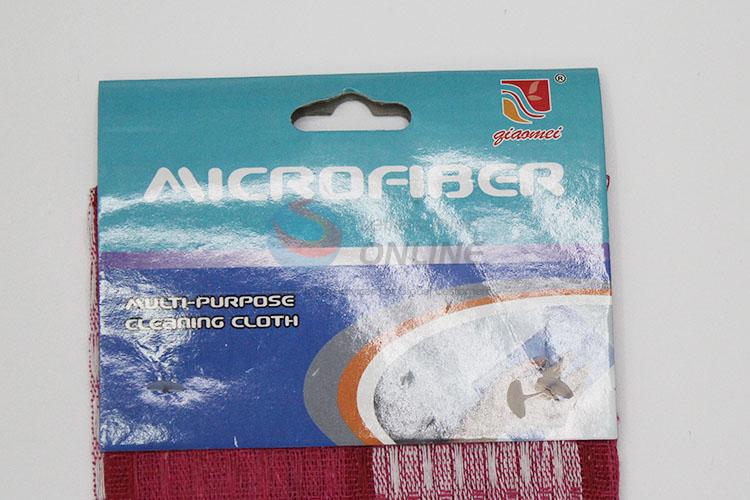 ®
qiaomei
MICROFIBER
ONLINE
MULTI-PURPOSE
CLEANING CLOTH